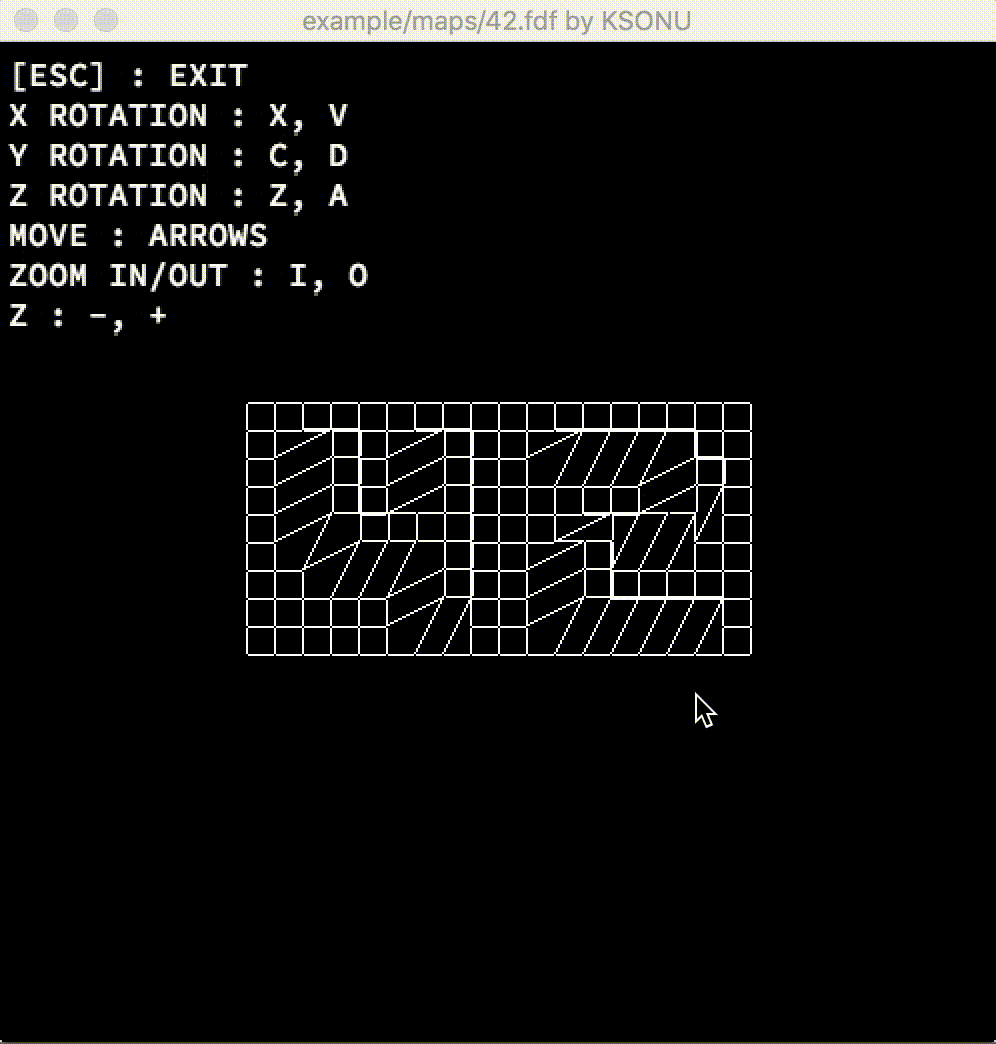 example/maps/42.fdf by KSONU
[ESC] : EXIT
X ROTATION : X, V
Y ROTATION : C, D
Z ROTATION : Z, A
MOVE : ARROWS
ZOOM IN/OUT : I, O
Z : -, +